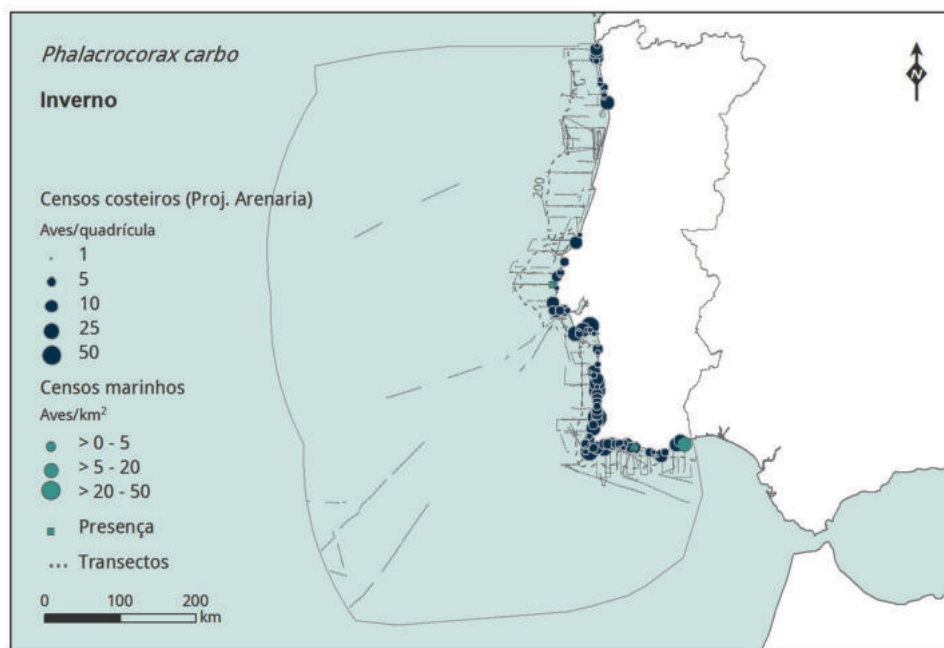 Phalacrocorax carbo
Inverno
N
200
Censos costeiros (Proj. Arenaria)
Aves/quadrícula
1
5
10
25
50
Censos marinhos
Aves/km²
> 0 - 5
> 5 - 20
> 20 - 50
Presença
Transectos
0 100 200
km